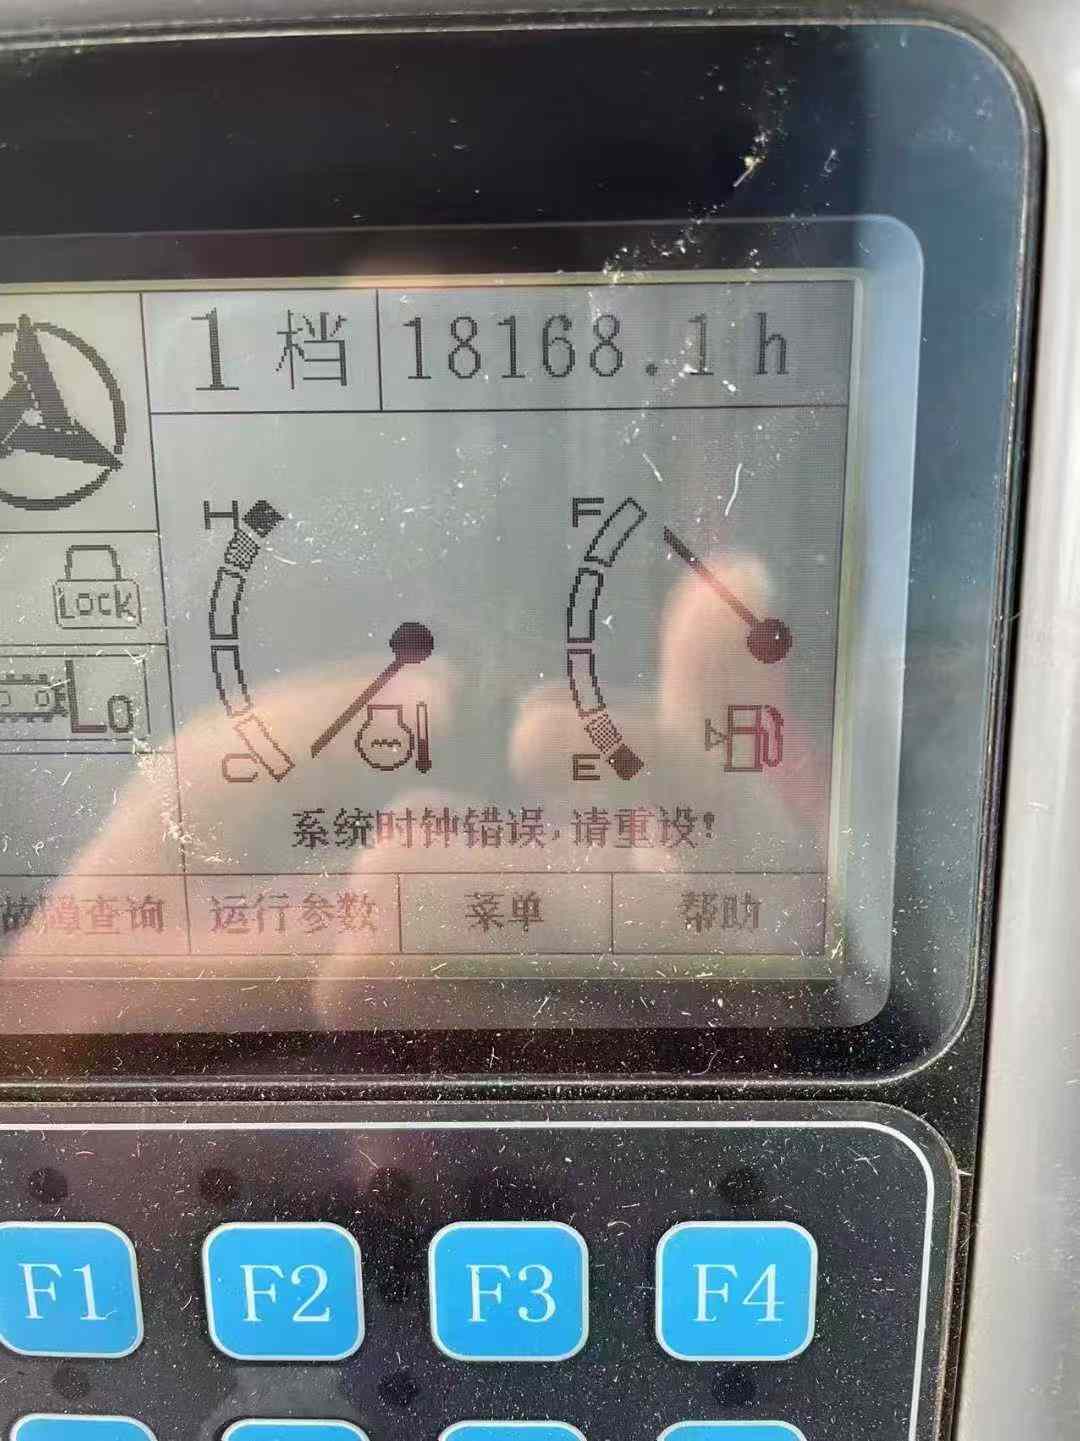 1 档
18168.1 h
H
F
LOCK
Lo
C
E
系统时钟错误,请重设!
故障查询
运行参数
菜单
帮助
F1
F2
F3
F4